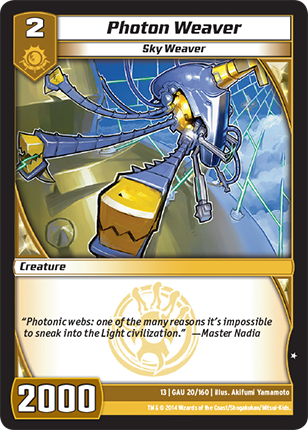 2
Photon Weaver
Sky Weaver
Creature
“Photonic webs: one of the many reasons it’s impossible
to sneak into the Light civilization.” —Master Nadia
2000
13 | GAU 20/160 | Illus. Akifumi Yamamoto
TM & © 2014 Wizards of the Coast/Shogakukan/Mitsui-Kids.